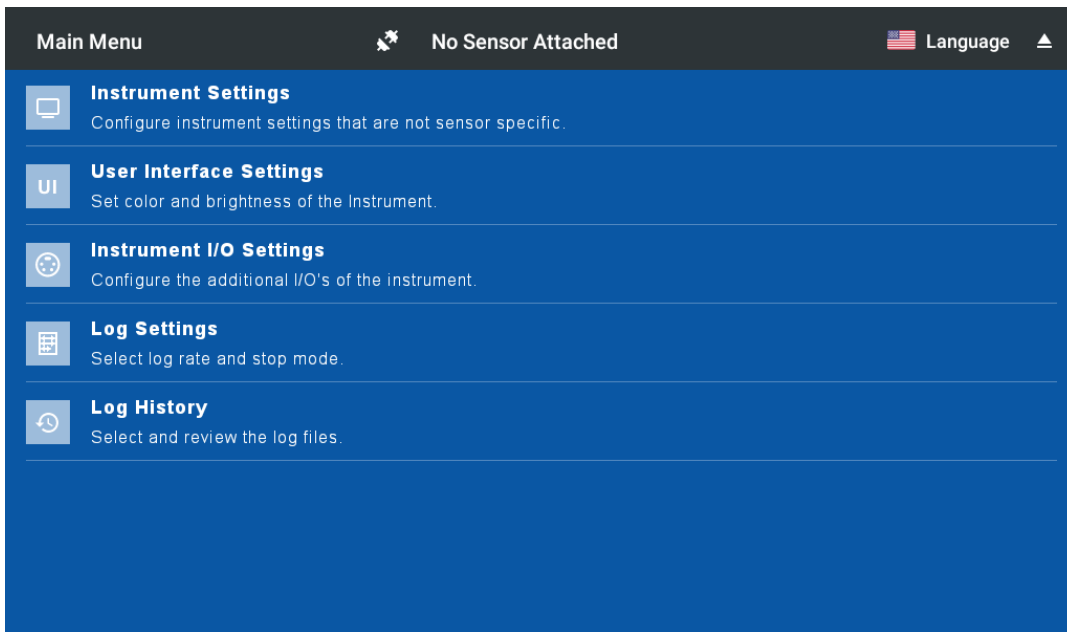 Main Menu No Sensor Attached Language
Instrument Settings
Configure instrument settings that are not sensor specific.
UI
User Interface Settings
Set color and brightness of the Instrument.
Instrument I/O Settings
Configure the additional I/O's of the instrument.
Log Settings
Select log rate and stop mode.
Log History
Select and review the log files.